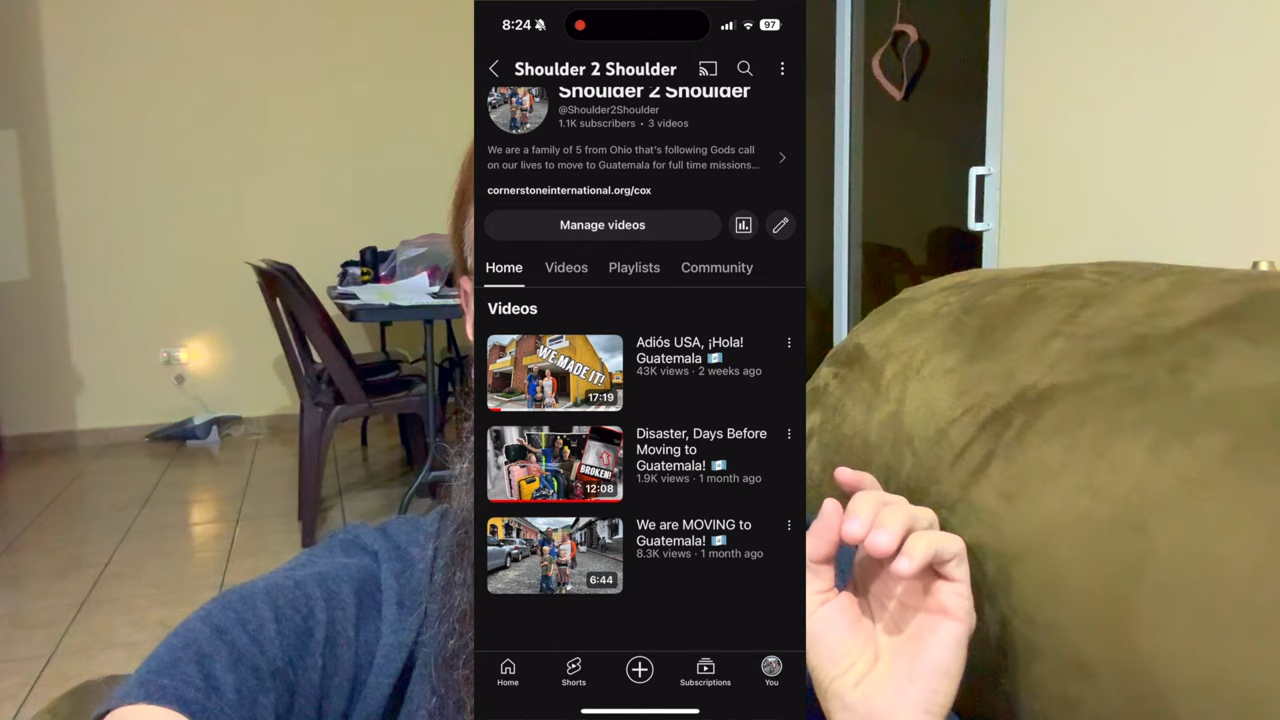 8:24
97
Shoulder 2 Shoulder
Shoulder 2 Shoulder
@Shoulder2Shoulder
1.1K subscribers • 3 videos
We are a family of 5 from Ohio that's following Gods call
on our lives to move to Guatemala for full time missions...
cornerstoneinternational.org/cox
Manage videos
Home Videos Playlists Community
Videos
WE MADE IT!
17:19
Adiós USA, ¡Hola!
Guatemala 🇬🇹
43K views · 2 weeks ago
BROKEN!
12:08
Disaster, Days Before
Moving to
Guatemala! 🇬🇹
1.9K views · 1 month ago
6:44
We are MOVING to
Guatemala! 🇬🇹
8.3K views · 1 month ago
Home Shorts Subscriptions You